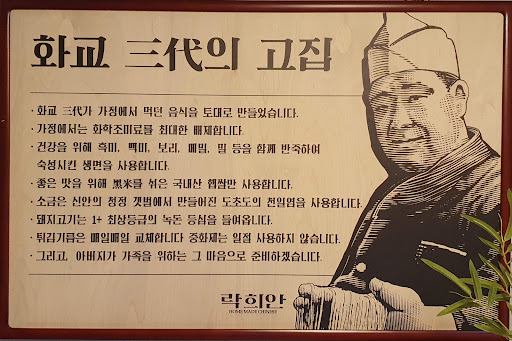 화교 三代의 고집
· 화교 三代가 가정에서 먹던 음식을 토대로 만들었습니다.
· 가정에서는 화학조미료를 최대한 배제합니다.
· 건강을 위해 흑미, 백미, 보리, 메밀, 밀 등을 함께 반죽하여
숙성시킨 생면을 사용합니다.
· 좋은 맛을 위해 黑米를 섞은 국내산 햅쌀만 사용합니다.
· 소금은 신안의 청정 갯벌에서 만들어진 도초도의 천일염을 사용합니다.
· 돼지고기는 1+ 최상등급의 녹돈 등심을 들여옵니다.
· 튀김기름은 매일매일 교체합니다 중화제는 일절 사용하지 않습니다.
· 그리고, 아버지가 가족을 위하는 그 마음으로 준비하겠습니다.
락희안
HOMEMADE CHINESE